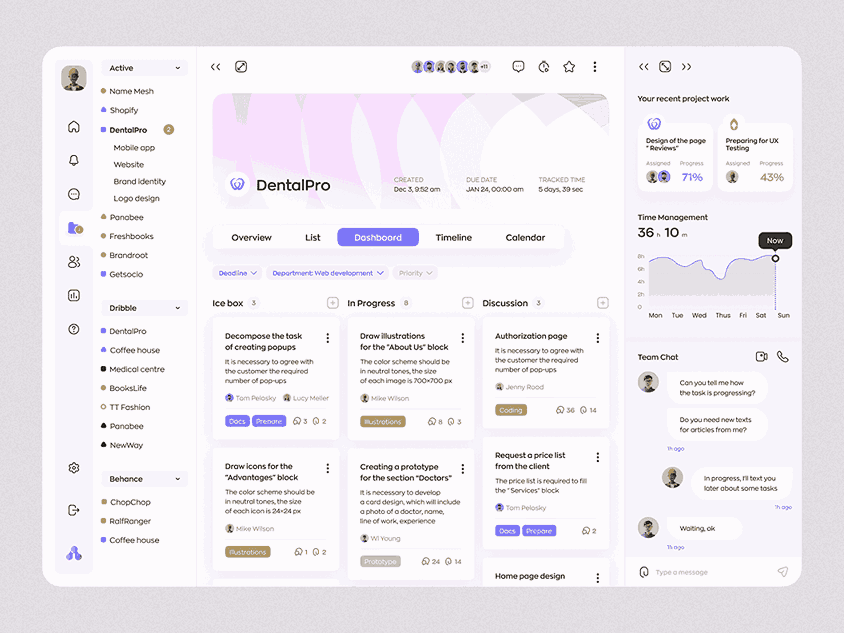 Active
Name Mesh
Shopify
DentalPro
2
Mobile app
Website
Brand identity
Logo design
Panabee
Freshbooks
Brandroot
Getsocio
Dribble
DentalPro
Coffee house
Medical centre
BooksLife
TT Fashion
Panabee
NewWay
Behance
ChopChop
RalfRanger
Coffee house
+11
DentalPro
CREATED
Dec 3, 9:52 am
DUE DATE
JAN 24, 00:00 am
TRACKED TIME
5 days, 39 sec
Overview
List
Dashboard
Timeline
Calendar
Deadline
Department: Web development
Priority
Ice box 3
Decompose the task
of creating popups
It is necessary to agree with
the customer the required
number of pop-ups
Tom Pelosky
Lucy Meller
Docs
Prepare
3
2
Draw icons for the
"Advantages" block
The color scheme should be
in neutral tones, the size
of each icon is 24×24 px
Mike Wilson
Illustrations
1
2
In Progress 8
Draw illustrations
for the "About Us" block
The color scheme should be
in neutral tones, the size
of each image is 700×700 px
Mike Wilson
Illustrations
8
3
Creating a prototype
for the section "Doctors"
It is necessary to develop
a card design, which will include
a photo of a doctor, name,
line of work, experience
Wl Young
Prototype
24
14
Discussion 3
Authorization page
It is necessary to agree with
the customer the required
number of pop-ups
Jenny Rood
Coding
36
14
Request a price list
from the client
The price list is required to fill
the "Services" block
Tom Pelosky
Docs
Prepare
2
Home page design
Your recent project work
Design of the page
"Reviews"
Assigned
Progress
71%
Preparing for UX
Testing
Assigned
Progress
43%
Time Management
36 h 10 m
Now
8h
6h
4h
2h
0
Mon
Tue
Wed
Thus
Fri
Sat
Sun
Team Chat
Can you tell me how
the task is progressing?
Do you need new texts
for articles from me?
1h ago
In progress, I'll text you
later about some tasks
1h ago
Waiting, ok
1h ago
Type a message